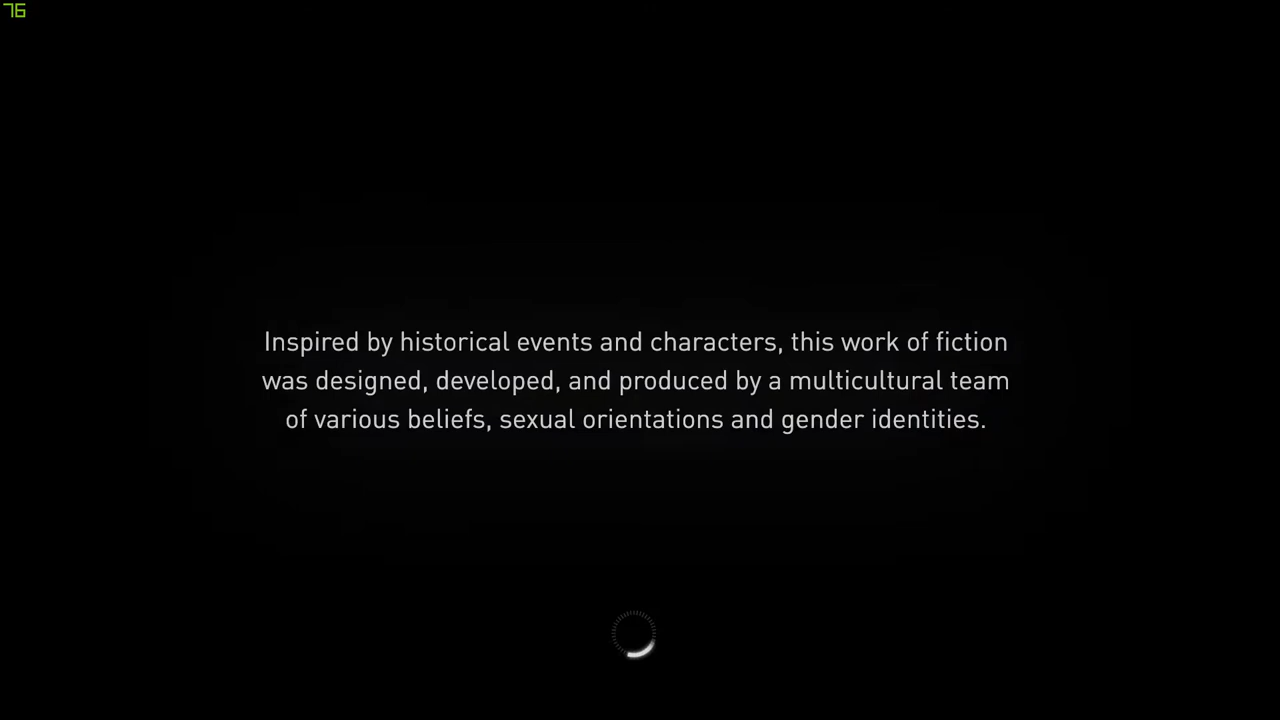 76
Inspired by historical events and characters, this work of fiction
was designed, developed, and produced by a multicultural team
of various beliefs, sexual orientations and gender identities.